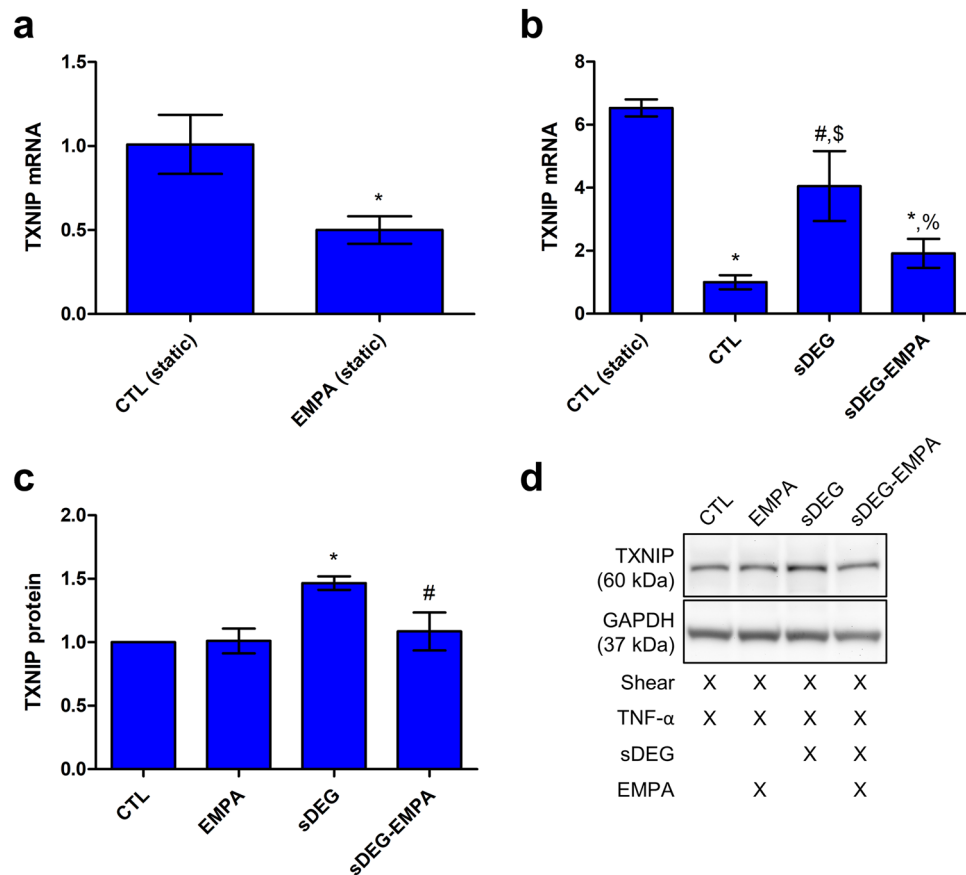 a
TXNIP mRNA
1.5
1.0
0.5
0.0
*
CTL (static)
EMPA (static)
b
TXNIP mRNA
8
6
4
2
0
*
#,$
*,%
CTL (static)
CTL
sDEG
sDEG-EMPA
c
TXNIP protein
2.0
1.5
1.0
0.5
0.0
*
#
CTL
EMPA
sDEG
sDEG-EMPA
d
CTL
EMPA
sDEG
sDEG-EMPA
TXNIP
(60 kDa)
GAPDH
(37 kDa)
Shear X X X X
TNF-α X X X X
sDEG X X
EMPA X X